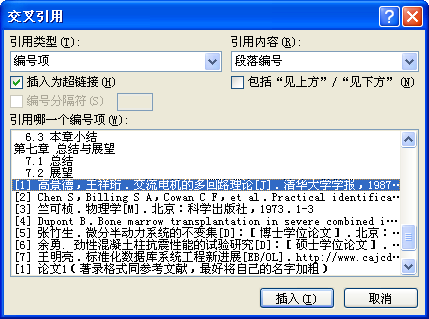 交叉引用
引用类型(T):
引用内容(R):
编号项
段落编号
插入为超链接(H)
包括“见上方”/“见下方”(N)
编号分隔符(S)
引用哪一个编号项(W):
6.3 本章小结
第七章 总结与展望
7.1 总结
7.2 展望
[1] 高景德，王祥珩．交流电机的多回路理论[J]．清华大学学报，1987…
[2] Chen S, Billing S A, Cowan C F, et al. Practical identifica…
[3] 竺可桢．物理学[M]．北京：科学出版社，1973．1-3
[4] Dupont B. Bone marrow transplantation in severe combined i…
[5] 张竹生．微分半动力系统的不变集[D]：［博士学位论文］．北京：…
[6] 余勇．劲性混凝土柱抗震性能的试验研究[D]：［硕士学位论文］．…
[7] 王明亮．标准化数据库系统工程新进展[EB/OL]．http://www.cajcd…
[1] 论文1（著录格式同参考文献，最好将自己的名字加粗）
插入(I)
取消